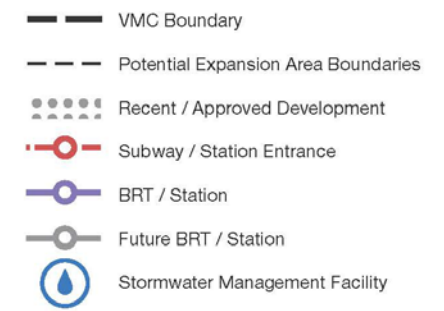 VMC Boundary
Potential Expansion Area Boundaries
Recent / Approved Development
Subway / Station Entrance
BRT / Station
Future BRT / Station
Stormwater Management Facility